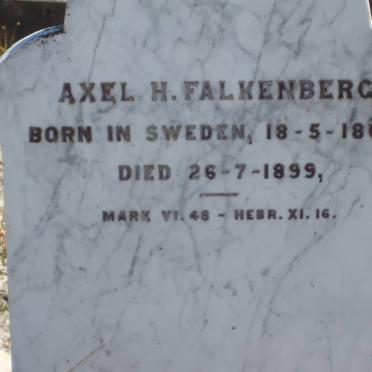 AXEL H. FALKENBERG
BORN IN SWEDEN, 18-5-18
DIED 26-7-1899,
MARK VI. 48 - HEBR. XI. 16.